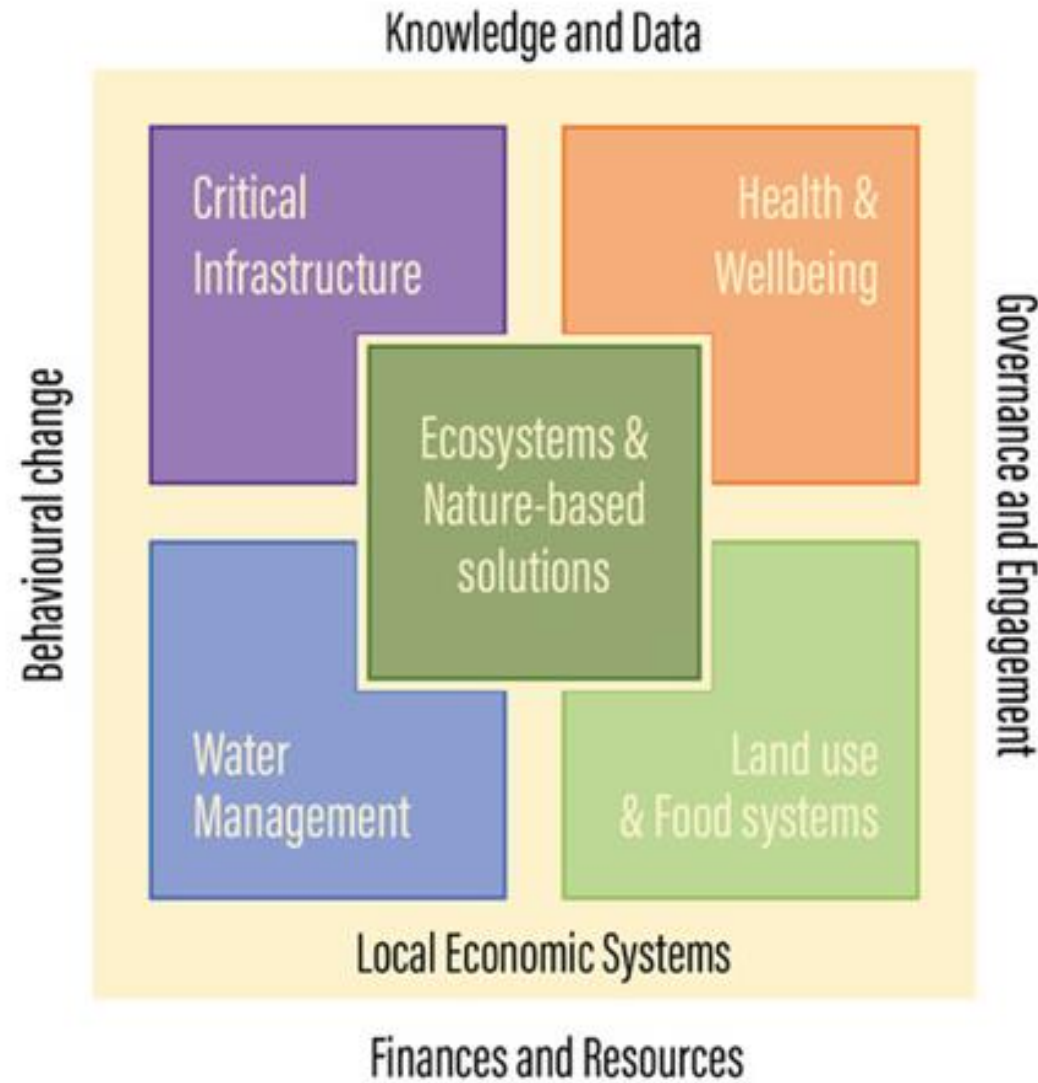 Knowledge and Data
Critical
Infrastructure
Health &
Wellbeing
Behavioural change
Ecosystems &
Nature-based
solutions
Governance and Engagement
Water
Management
Land use
& Food systems
Local Economic Systems
Finances and Resources